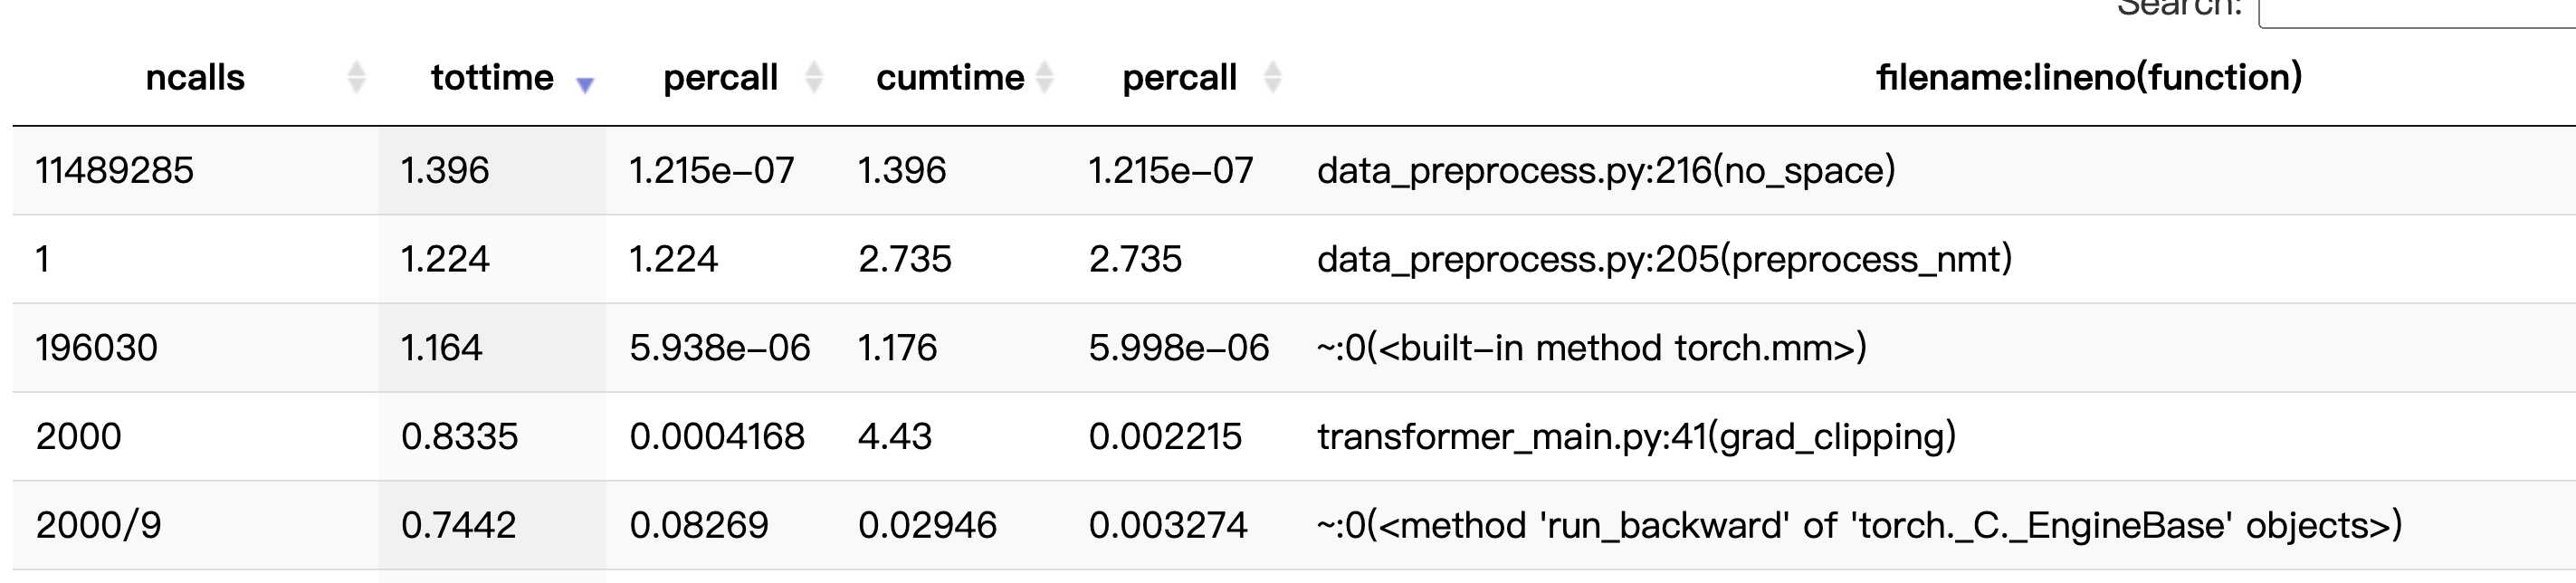 Search:
ncalls tottime percall cumtime percall filename:lineno(function)
11489285 1.396 1.215e-07 1.396 1.215e-07 data_preprocess.py:216(no_space)
1 1.224 1.224 2.735 2.735 data_preprocess.py:205(preprocess_nmt)
196030 1.164 5.938e-06 1.176 5.998e-06 ~:0(<built-in method torch.mm>)
2000 0.8335 0.0004168 4.43 0.002215 transformer_main.py:41(grad_clipping)
2000/9 0.7442 0.08269 0.02946 0.003274 ~:0(<method 'run_backward' of 'torch._C._EngineBase' objects>)